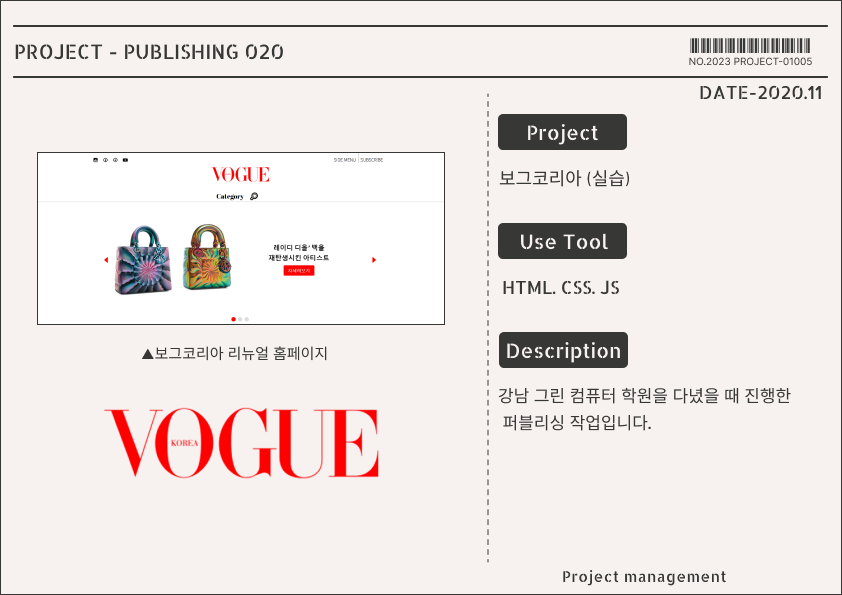 PROJECT - PUBLISHING 020
NO.2023 PROJECT-01005
DATE-2020.11
SIDE MENU | SUBSCRIBE
VOGUE
Category
레이디 디올' 백을
재탄생시킨 아티스트
자세히보기
▲보그코리아 리뉴얼 홈페이지
VOGUE
KOREA
Project
보그코리아 (실습)
Use Tool
HTML. CSS. JS
Description
강남 그린 컴퓨터 학원을 다녔을 때 진행한
퍼블리싱 작업입니다.
Project management